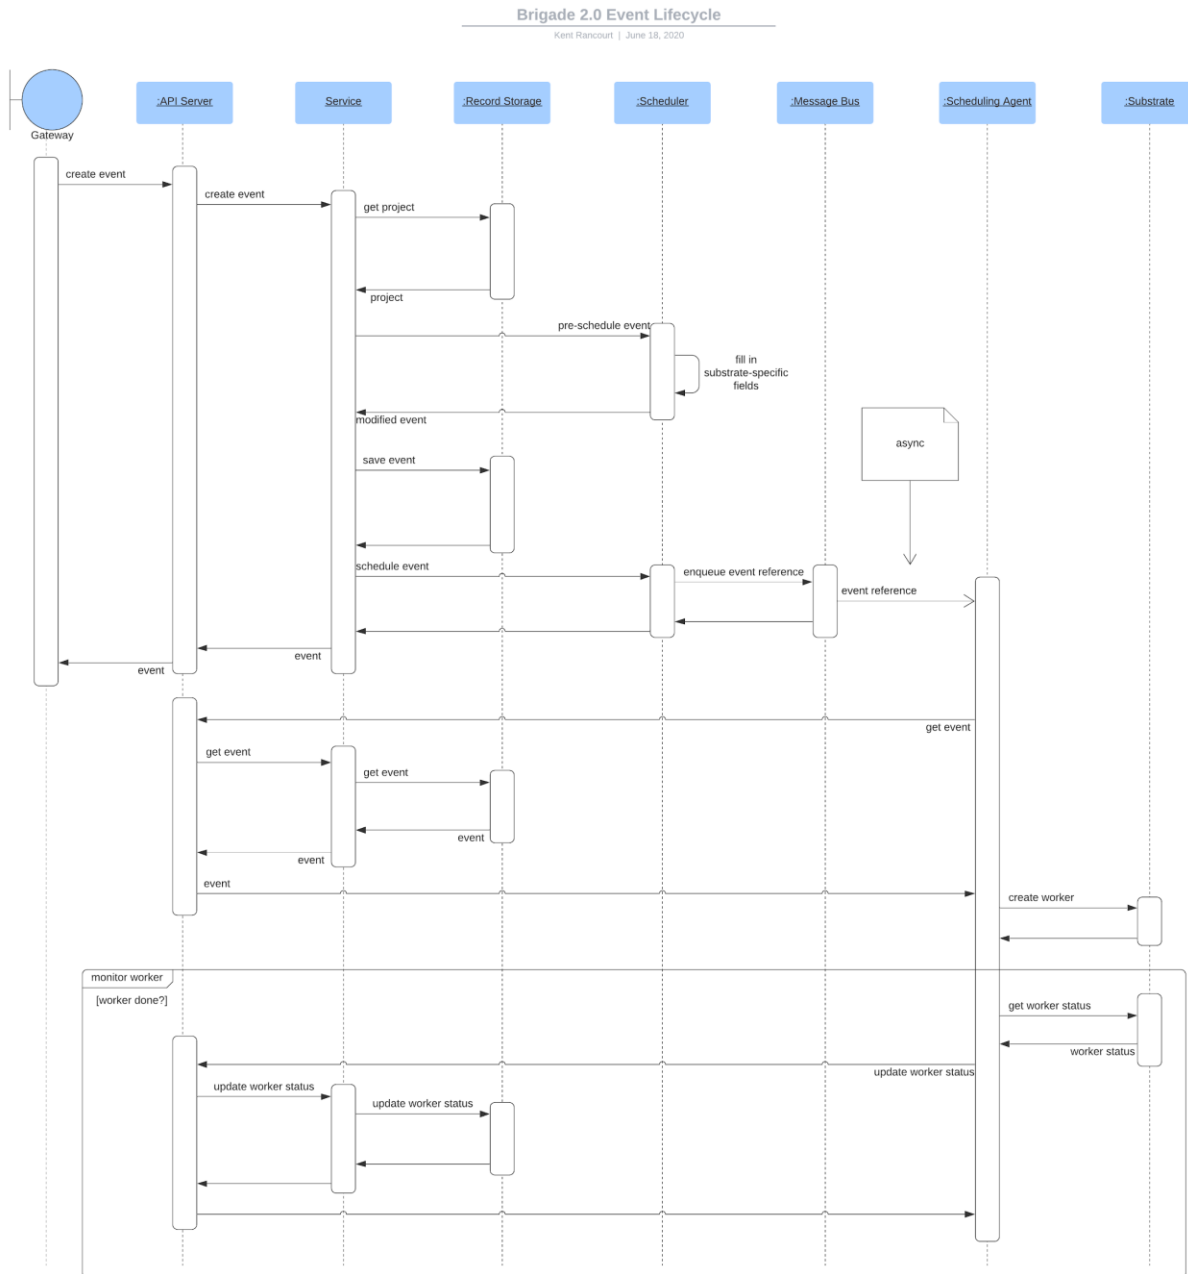 Brigade 2.0 Event Lifecycle
Kent Rancourt | June 18, 2020
Gateway
:API Server
Service
:Record Storage
:Scheduler
:Message Bus
:Scheduling Agent
:Substrate
create event
create event
get project
project
pre-schedule event
fill in
substrate-specific
fields
modified event
async
save event
schedule event
enqueue event reference
event reference
event
event
get event
get event
get event
event
event
event
create worker
monitor worker
[worker done?]
get worker status
worker status
update worker status
update worker status
update worker status